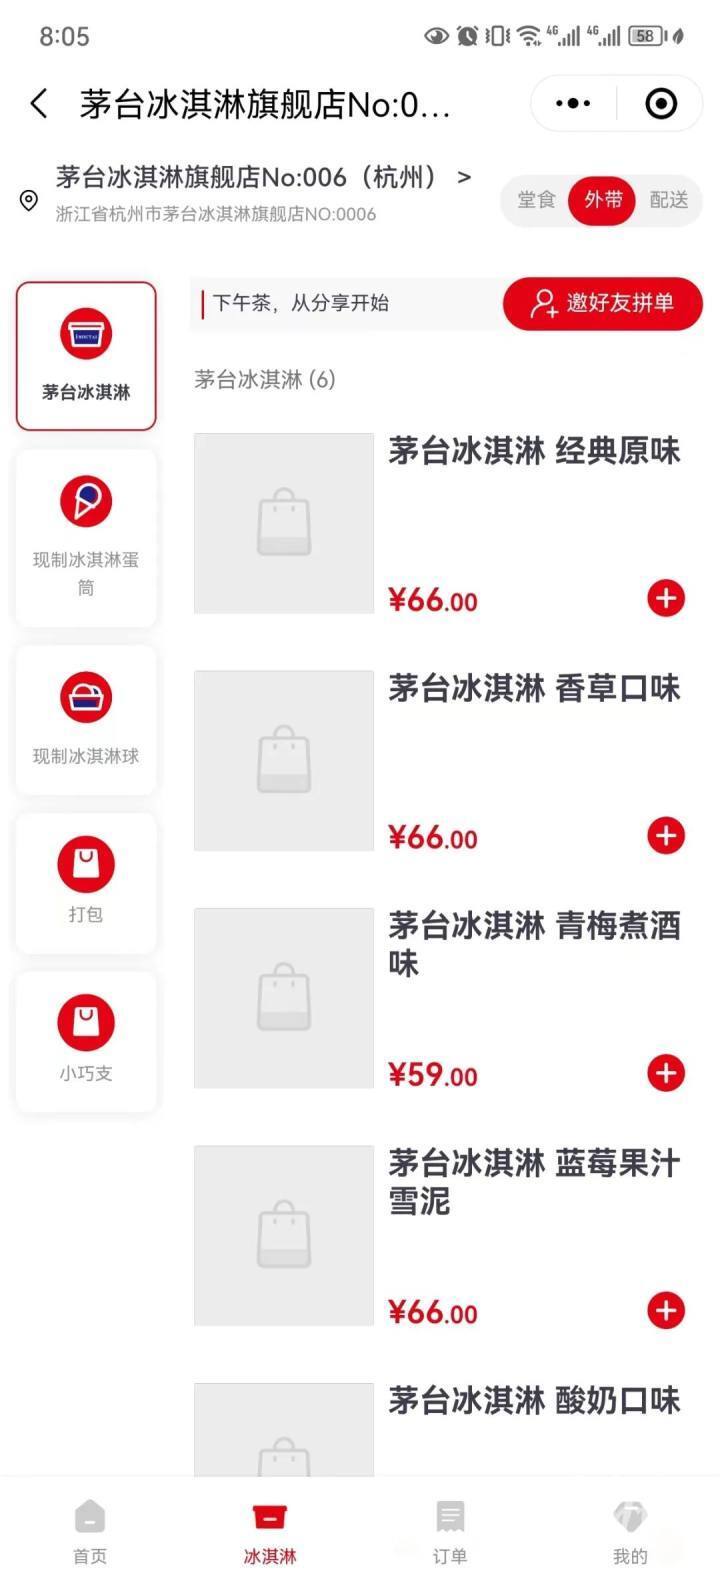 8:05
4G
4G
58
茅台冰淇淋旗舰店No:0...
茅台冰淇淋旗舰店No:006（杭州） >
浙江省杭州市茅台冰淇淋旗舰店NO:0006
堂食
外带
配送
下午茶，从分享开始
邀好友拼单
茅台冰淇淋
现制冰淇淋蛋
筒
现制冰淇淋球
打包
小巧支
茅台冰淇淋 (6)
茅台冰淇淋 经典原味
¥66.00
茅台冰淇淋 香草口味
¥66.00
茅台冰淇淋 青梅煮酒
味
¥59.00
茅台冰淇淋 蓝莓果汁
雪泥
¥66.00
茅台冰淇淋 酸奶口味
首页
冰淇淋
订单
我的